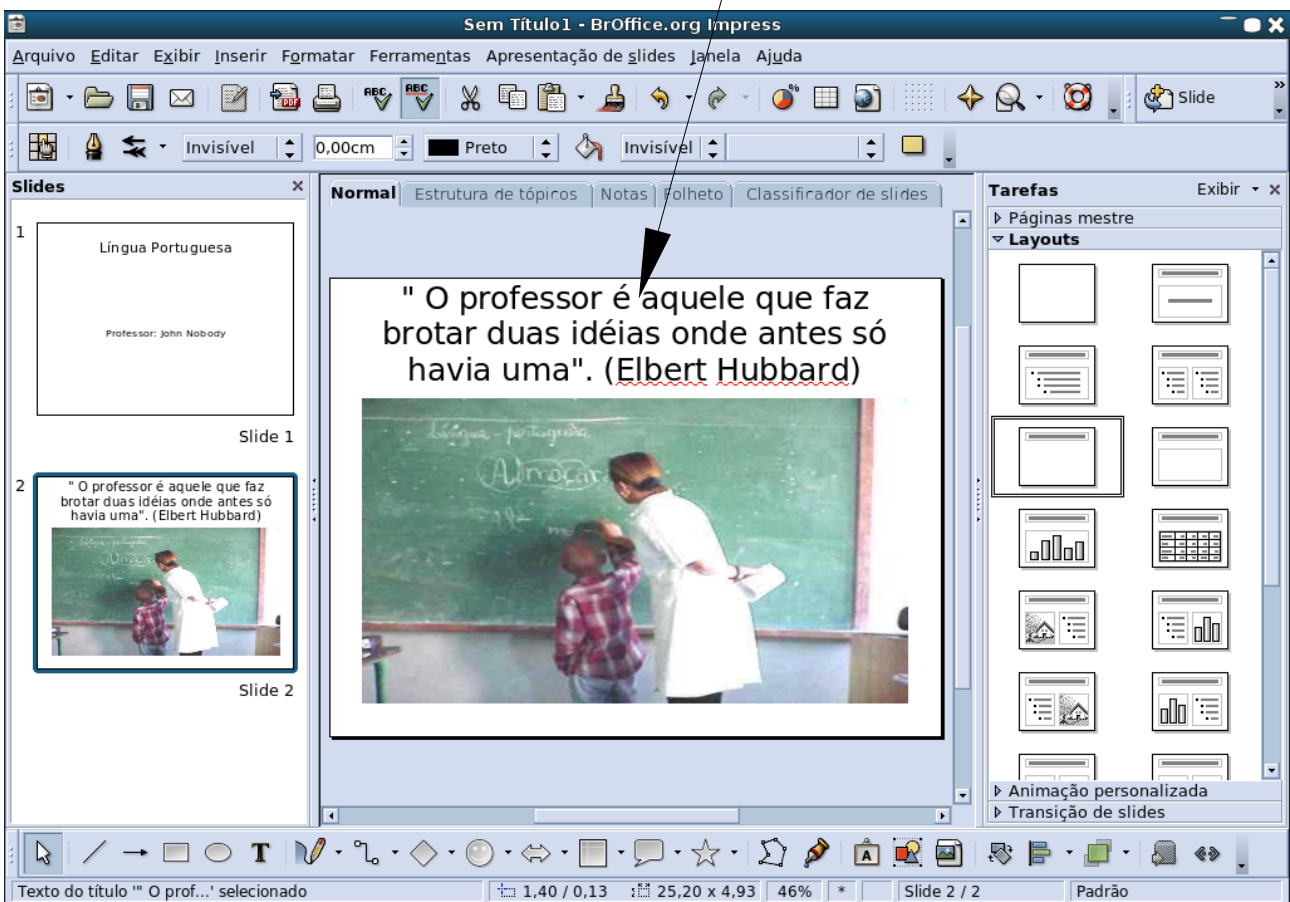 Sem Título1 - BrOffice.org Impress
Arquivo Editar Exibir Inserir Formatar Ferramentas Apresentação de slides Janela Ajuda
PDF ABC ABC % Slide
Invisível 0,00cm Preto Invisível
Slides
1
Língua Portuguesa
Professor: John Nobody
Slide 1
2
" O professor é aquele que faz
brotar duas idéias onde antes só
havia uma". (Elbert Hubbard)
Slide 2
Normal Estrutura de tópicos Notas Folheto Classificador de slides
" O professor é aquele que faz
brotar duas idéias onde antes só
havia uma". (Elbert Hubbard)
Língua - portuguesa
Tarefas Exibir
Páginas mestre
Layouts
Animação personalizada
Transição de slides
T A
Texto do título '" O prof...' selecionado 1,40 / 0,13 25,20 x 4,93 46% * Slide 2 / 2 Padrão